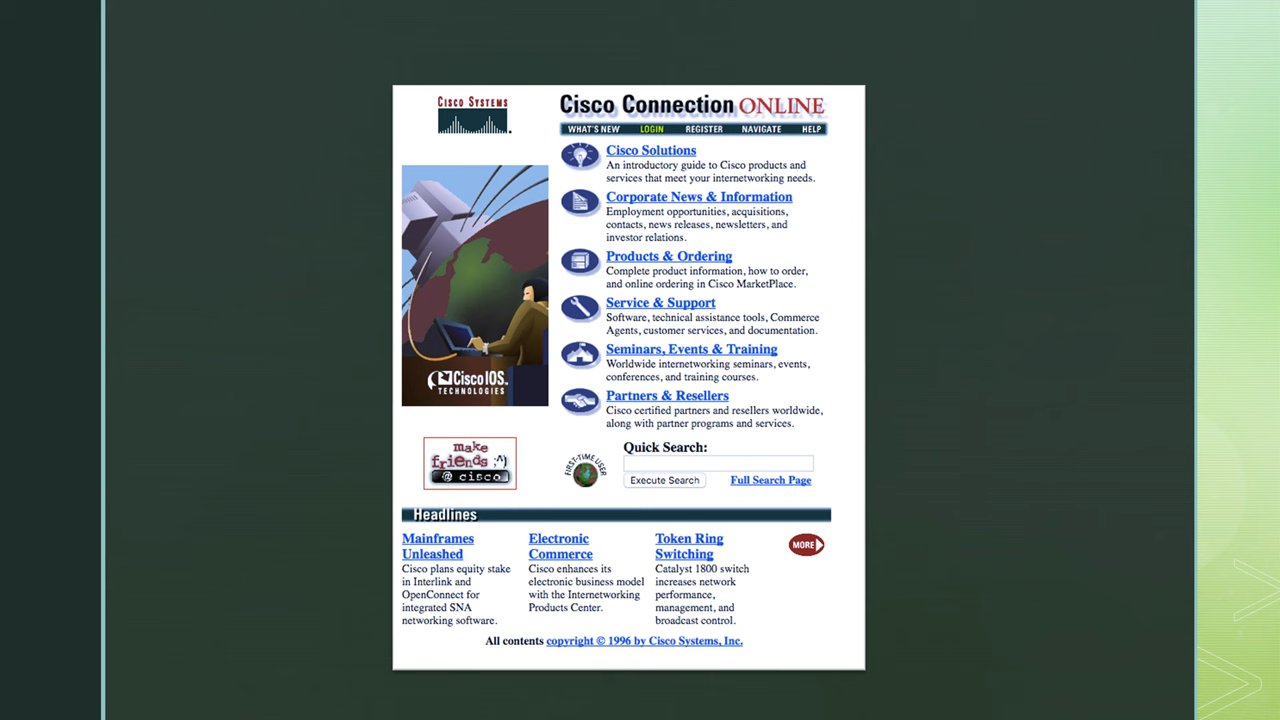 CISCO SYSTEMS
Cisco Connection ONLINE
WHAT'S NEW LOGIN REGISTER NAVIGATE HELP
Cisco Solutions
An introductory guide to Cisco products and
services that meet your internetworking needs.
Corporate News & Information
Employment opportunities, acquisitions,
contacts, news releases, newsletters, and
investor relations.
Products & Ordering
Complete product information, how to order,
and online ordering in Cisco MarketPlace.
Service & Support
Software, technical assistance tools, Commerce
Agents, customer services, and documentation.
Seminars, Events & Training
Worldwide internetworking seminars, events,
conferences, and training courses.
Partners & Resellers
Cisco certified partners and resellers worldwide,
along with partner programs and services.
CISCO IOS
TECHNOLOGIES
make
friends ;^)
@ cisco
FIRST-TIME USER
Quick Search:
Execute Search Full Search Page
Headlines
Mainframes
Unleashed
Cisco plans equity stake
in Interlink and
OpenConnect for
integrated SNA
networking software.
Electronic
Commerce
Cisco enhances its
electronic business model
with the Internetworking
Products Center.
Token Ring
Switching
Catalyst 1800 switch
increases network
performance,
management, and
broadcast control.
MORE
All contents copyright © 1996 by Cisco Systems, Inc.